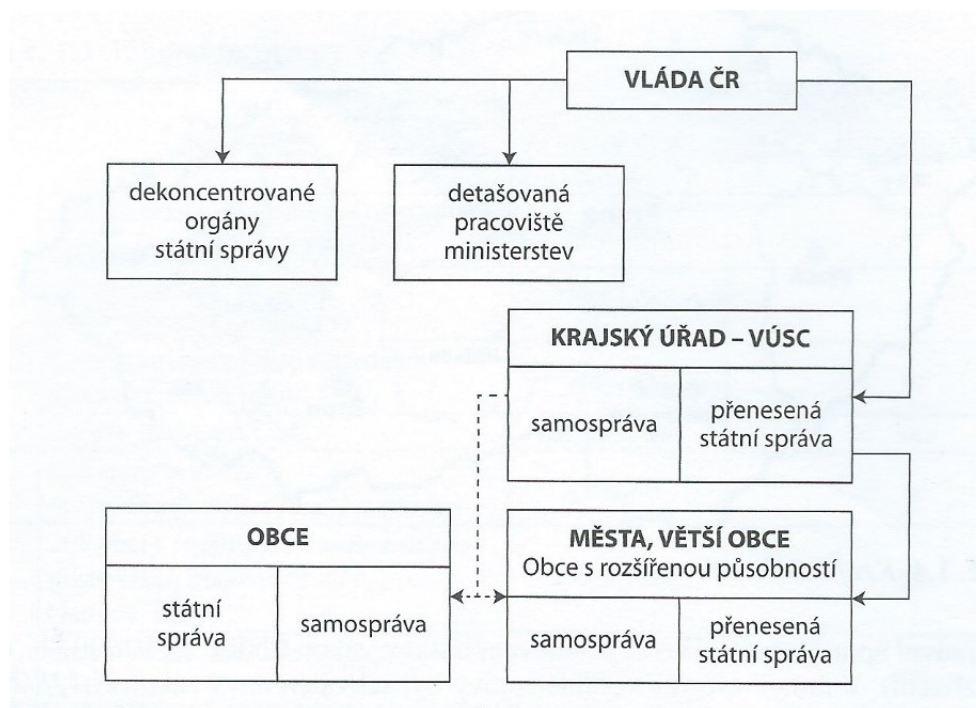 VLÁDA ČR
dekoncentrované
orgány
státní správy
detašovaná
pracoviště
ministerstev
KRAJSKÝ ÚŘAD – VÚSC
samospráva
přenesená
státní správa
OBCE
státní
správa
samospráva
MĚSTA, VĚTŠÍ OBCE
Obce s rozšířenou působností
samospráva
přenesená
státní správa